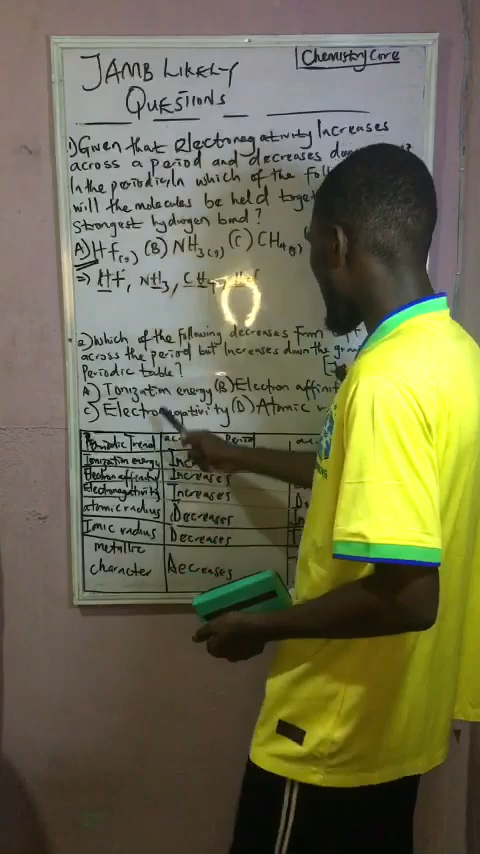 Chemistry Core
JAMB LIKELY
QUESTIONS
1) Given that Electronegativity Increases
across a period and decreases down
In the periodic, In which of the
will the molecules be held
strongest hydrogen bond?
A) Hf(g) (B) NH3(g) (C) CH4(g)
=> Hf, NH3, CH4,
2) Which of the following decreases from
across the period but Increases down the
Periodic table?
A) Ionization energy (B) Electron
C) Electronegativity (D) Atomic
Periodic Trend Period
Ionization energy
Electron affinity Increases
Electronegativity Increases
atomic radius Decreases
Ionic radius Decreases
Metallic
character Decreases